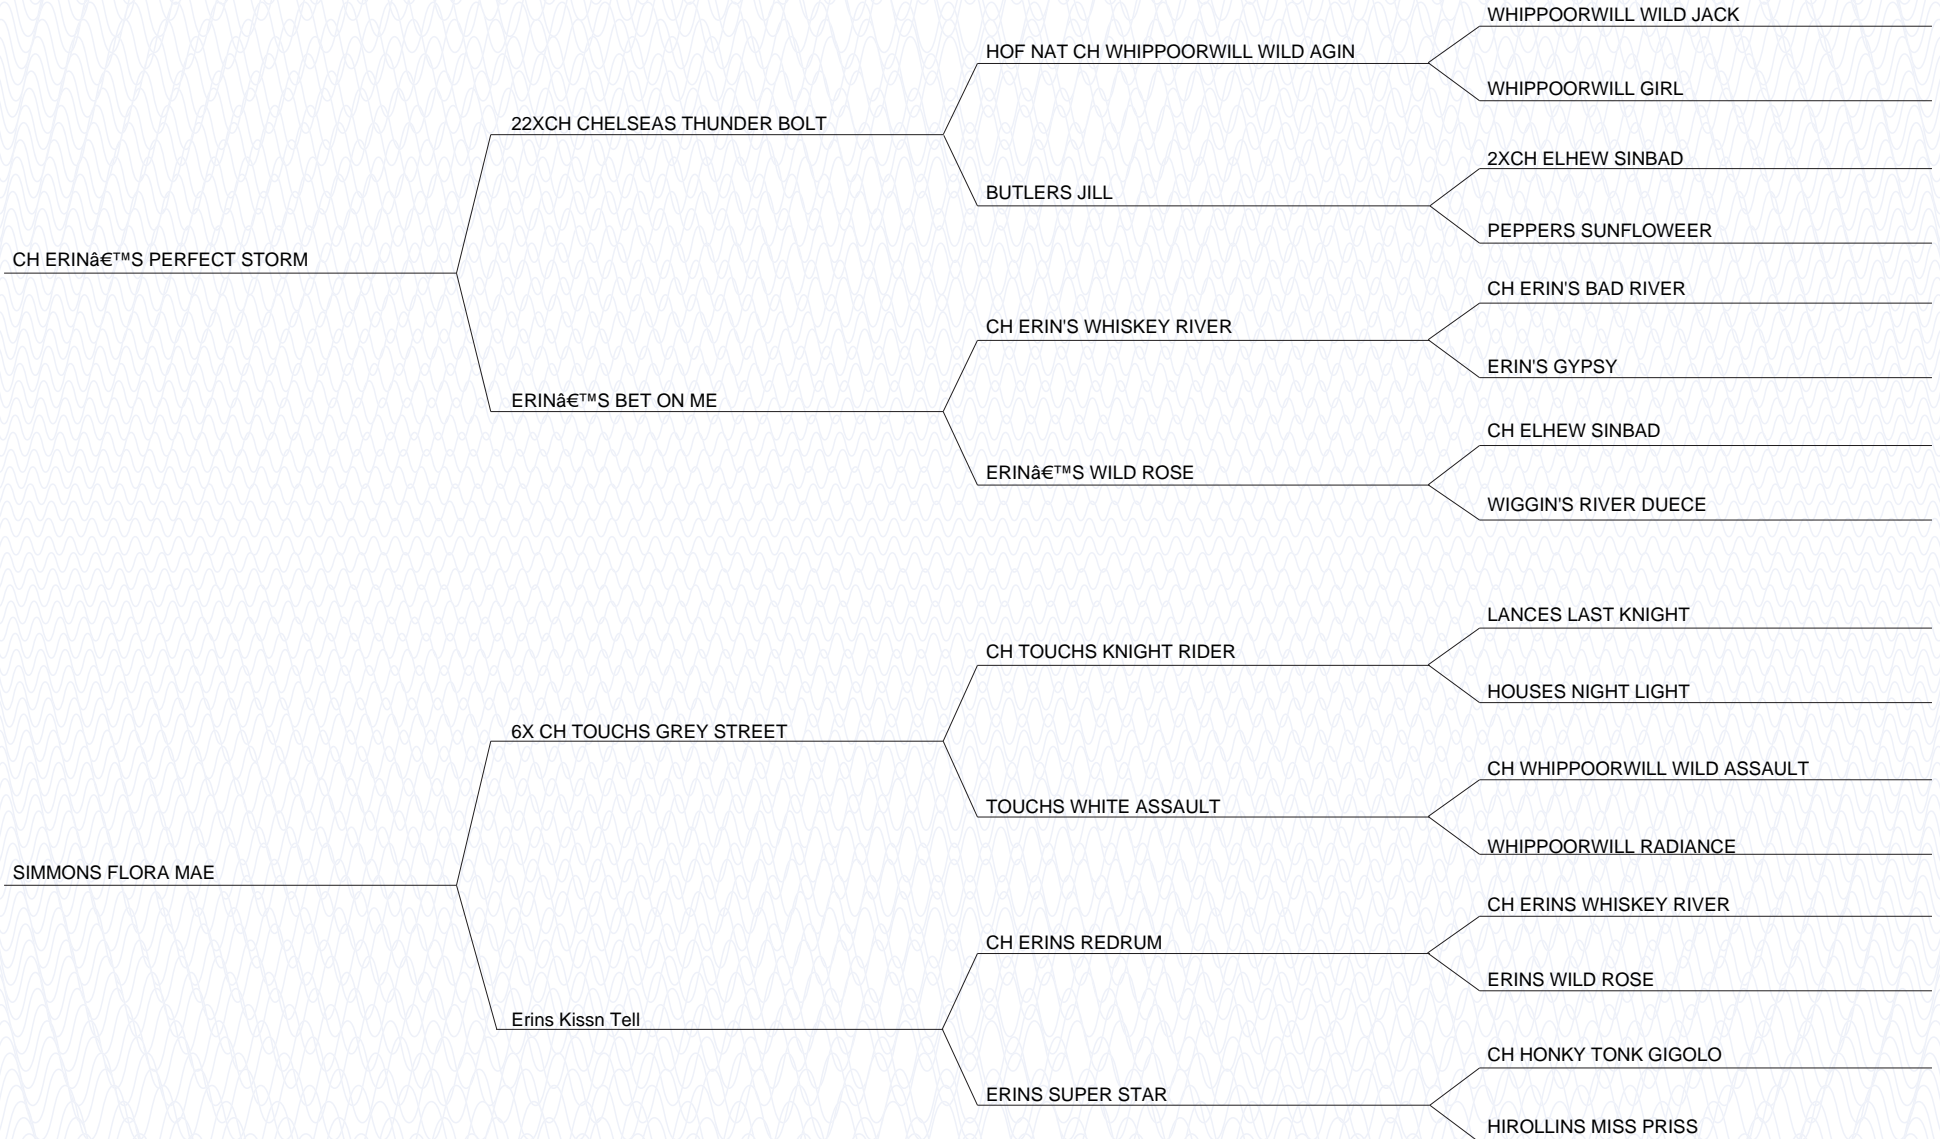 WHIPPOORWILL WILD JACK
HOF NAT CH WHIPPOORWILL WILD AGIN
WHIPPOORWILL GIRL
22XCH CHELSEAS THUNDER BOLT
2XCH ELHEW SINBAD
BUTLERS JILL
PEPPERS SUNFLOWEER
CH ERINâ€™S PERFECT STORM
CH ERIN'S BAD RIVER
CH ERIN'S WHISKEY RIVER
ERIN'S GYPSY
ERINâ€™S BET ON ME
CH ELHEW SINBAD
ERINâ€™S WILD ROSE
WIGGIN'S RIVER DUECE
LANCES LAST KNIGHT
CH TOUCHS KNIGHT RIDER
HOUSES NIGHT LIGHT
6X CH TOUCHS GREY STREET
CH WHIPPOORWILL WILD ASSAULT
TOUCHS WHITE ASSAULT
WHIPPOORWILL RADIANCE
SIMMONS FLORA MAE
CH ERINS WHISKEY RIVER
CH ERINS REDRUM
ERINS WILD ROSE
Erins Kissn Tell
CH HONKY TONK GIGOLO
ERINS SUPER STAR
HIROLLINS MISS PRISS